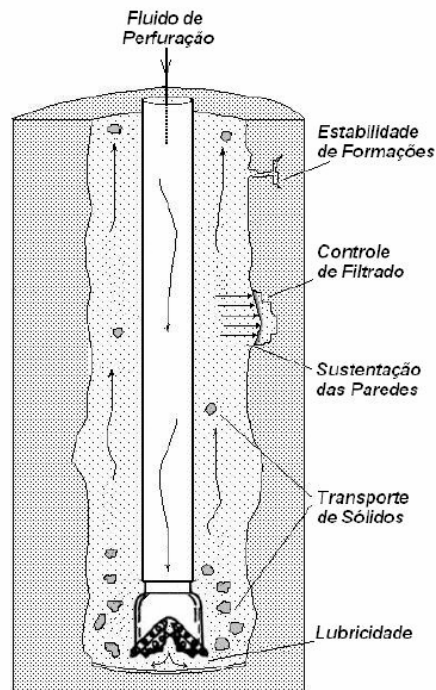 Fluido de
Perfuração
Estabilidade
de Formações
Controle
de Filtrado
Sustentação
das Paredes
Transporte
de Sólidos
Lubricidade